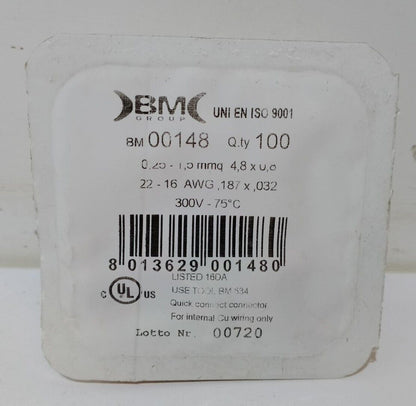 BM
GROUP
UNI EN ISO 9001
BM 00148 Q.ty 100
0,25 - 1,5 mmq 4,8 x 0,8
22 - 16 AWG .187 x .032
300V - 75°C
8 013629 001480
LISTED 16DA
C UL US
USE TOOL BM 534
Quick connect connector
For internal Cu wiring only
Lotto Nr. 00720